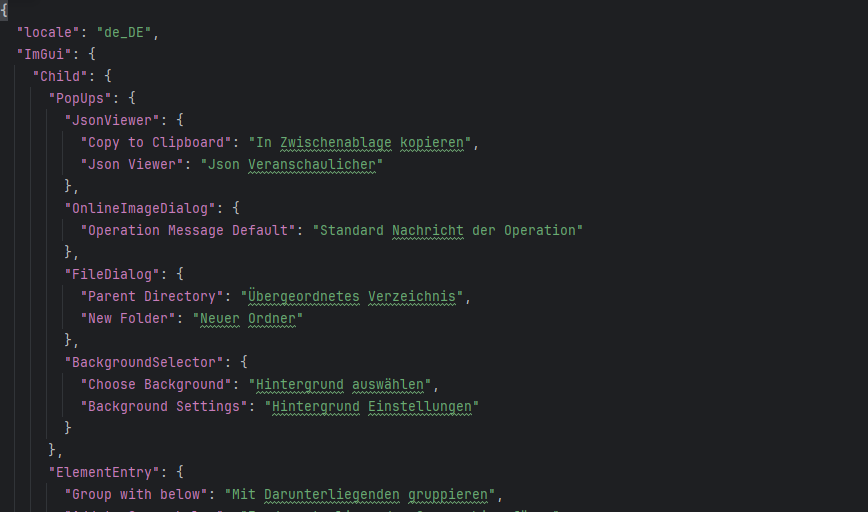 {
"locale": "de_DE",
"ImGui": {
"Child": {
"PopUps": {
"JsonViewer": {
"Copy to Clipboard": "In Zwischenablage kopieren",
"Json Viewer": "Json Veranschaulicher"
},
"OnlineImageDialog": {
"Operation Message Default": "Standard Nachricht der Operation"
},
"FileDialog": {
"Parent Directory": "Übergeordnetes Verzeichnis",
"New Folder": "Neuer Ordner"
},
"BackgroundSelector": {
"Choose Background": "Hintergrund auswählen",
"Background Settings": "Hintergrund Einstellungen"
}
},
"ElementEntry": {
"Group with below": "Mit Darunterliegenden gruppieren",